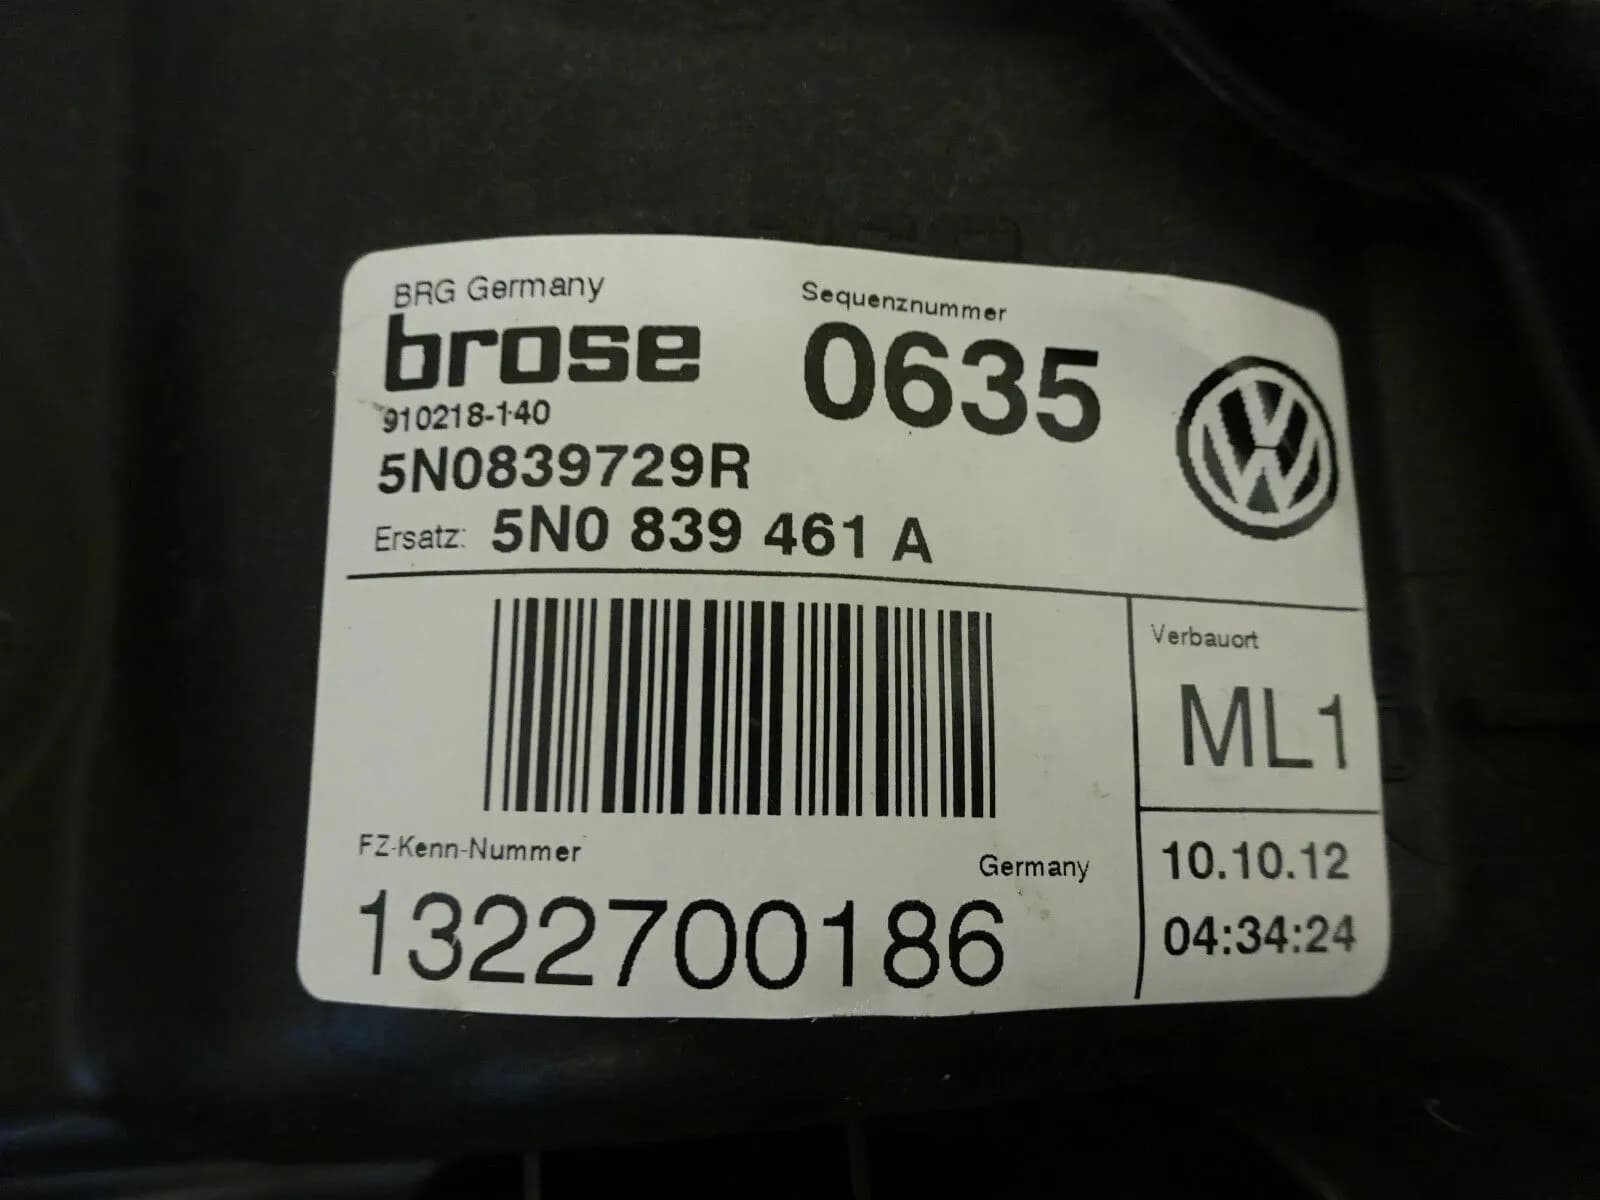 BRG Germany
brose
910218-140
5N0839729R
Ersatz: 5N0 839 461 A
Sequenznummer
0635
Verbauort
ML1
FZ-Kenn-Nummer
Germany
1322700186
10.10.12
04:34:24